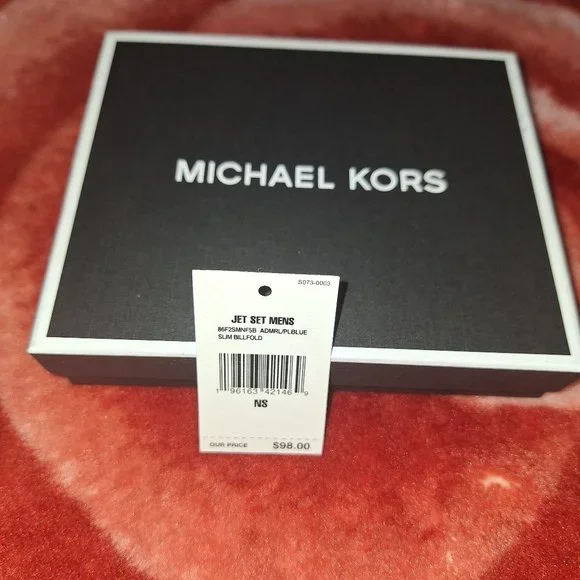 MICHAEL KORS
S073-0003
JET SET MENS
86F2SMNF5B ADMRL/PLBLUE
SLIM BILLFOLD
1 96163 42146 9
NS
OUR PRICE $98.00